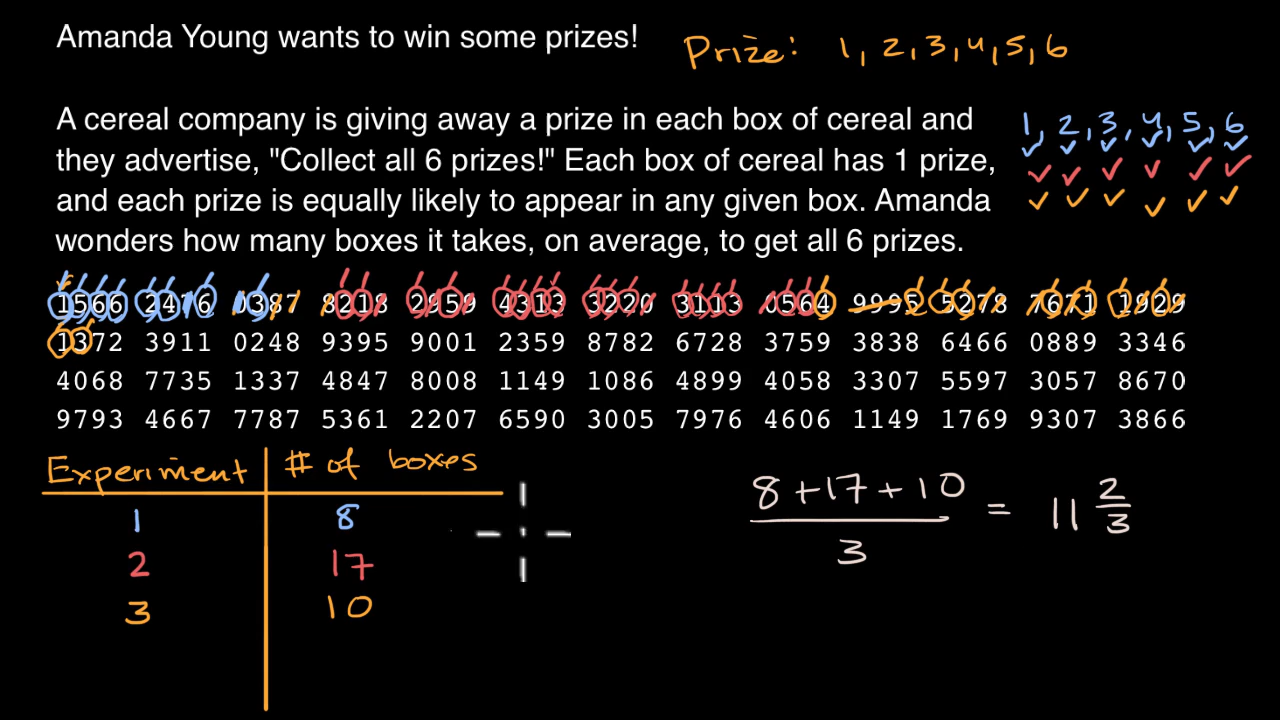 Amanda Young wants to win some prizes!
Prize: 1, 2, 3, 4, 5, 6
A cereal company is giving away a prize in each box of cereal and
they advertise, "Collect all 6 prizes!" Each box of cereal has 1 prize,
and each prize is equally likely to appear in any given box. Amanda
wonders how many boxes it takes, on average, to get all 6 prizes.
1, 2, 3, 4, 5, 6
1566 2476 0387 8218 2959 4313 3220 3113 0564 9995 5278 7671 1929
1372 3911 0248 9395 9001 2359 8782 6728 3759 3838 6466 0889 3346
4068 7735 1337 4847 8008 1149 1086 4899 4058 3307 5597 3057 8670
9793 4667 7787 5361 2207 6590 3005 7976 4606 1149 1769 9307 3866
Experiment # of boxes
1 8
2 17
3 10
8 + 17 + 10
3
= 11 2/3